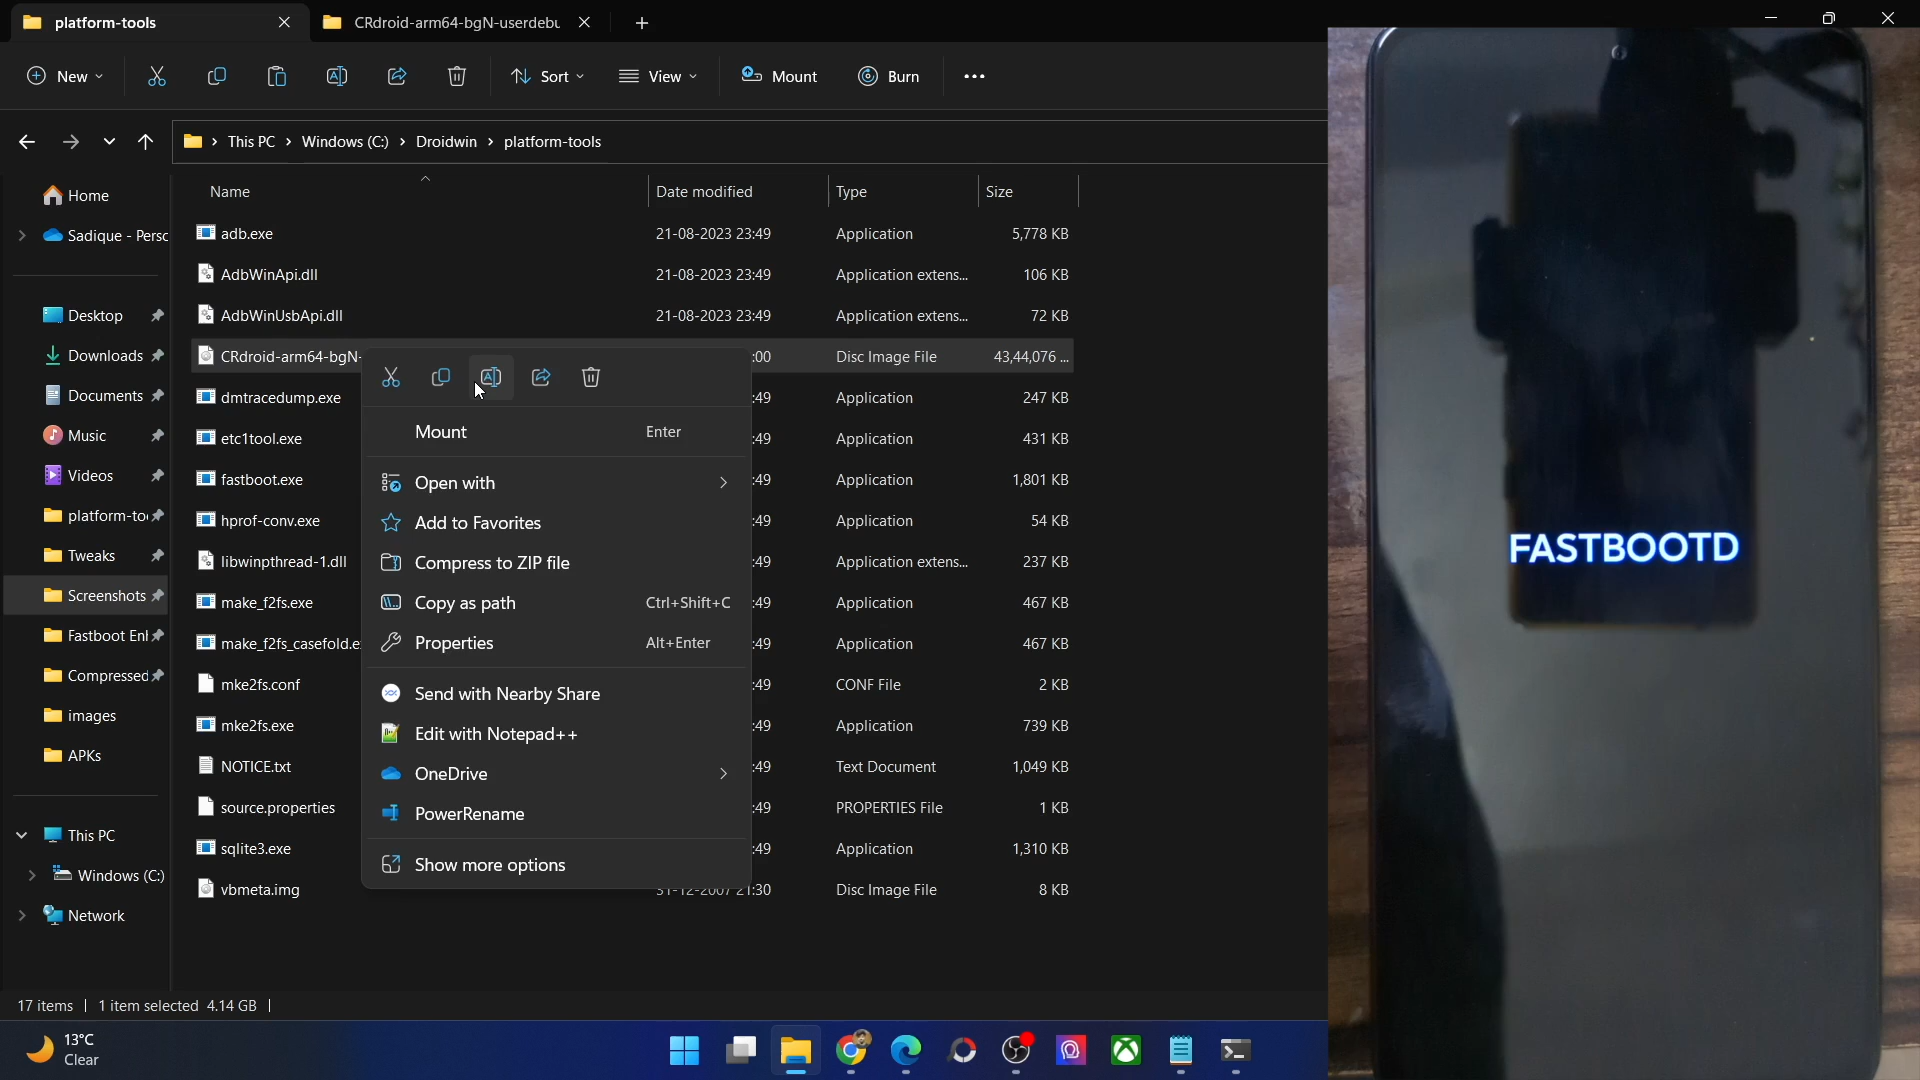 platform-tools
CRdroid-arm64-bgN-userdebu
New
Sort
View
Mount
Burn
This PC
Windows (C:)
Droidwin
platform-tools
Home
Sadique - Perso
Desktop
Downloads
Documents
Music
Videos
platform-too
Tweaks
Screenshots
Fastboot Enh
Compressed
images
APKs
This PC
Windows (C:)
Network
Name Date modified Type Size
adb.exe 21-08-2023 23:49 Application 5,778 KB
AdbWinApi.dll 21-08-2023 23:49 Application extens... 106 KB
AdbWinUsbApi.dll 21-08-2023 23:49 Application extens... 72 KB
CRdroid-arm64-bgN- :00 Disc Image File 43,44,076 ...
dmtracedump.exe :49 Application 247 KB
etc1tool.exe :49 Application 431 KB
fastboot.exe :49 Application 1,801 KB
hprof-conv.exe :49 Application 54 KB
libwinpthread-1.dll :49 Application extens... 237 KB
make_f2fs.exe :49 Application 467 KB
make_f2fs_casefold.e :49 Application 467 KB
mke2fs.conf :49 CONF File 2 KB
mke2fs.exe :49 Application 739 KB
NOTICE.txt :49 Text Document 1,049 KB
source.properties :49 PROPERTIES File 1 KB
sqlite3.exe :49 Application 1,310 KB
vbmeta.img 31-12-2007 21:30 Disc Image File 8 KB
Mount Enter
Open with
Add to Favorites
Compress to ZIP file
Copy as path Ctrl+Shift+C
Properties Alt+Enter
Send with Nearby Share
Edit with Notepad++
OneDrive
PowerRename
Show more options
17 items 1 item selected 4.14 GB
13°C
Clear
FASTBOOTD